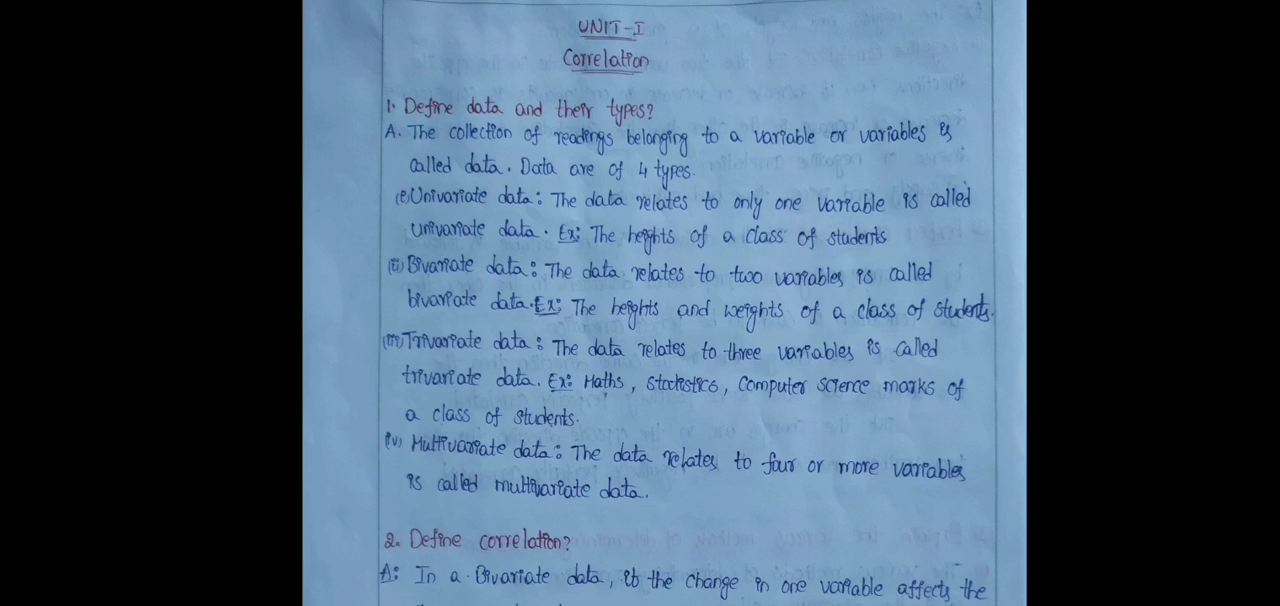 UNIT-I
Correlation
1. Define data and their types?
A. The collection of readings belonging to a variable or variables is
called data. Data are of 4 types.
(i) Univariate data: The data relates to only one variable is called
univariate data. Ex: The heights of a class of students
(ii) Bivariate data: The data relates to two variables is called
bivariate data. Ex: The heights and weights of a class of students.
(iii) Trivariate data: The data relates to three variables is called
trivariate data. Ex: Maths, Statistics, Computer Science marks of
a class of students.
(iv) Multivariate data: The data relates to four or more variables
is called multivariate data.
2. Define correlation?
A: In a Bivariate data, if the change in one variable affects the